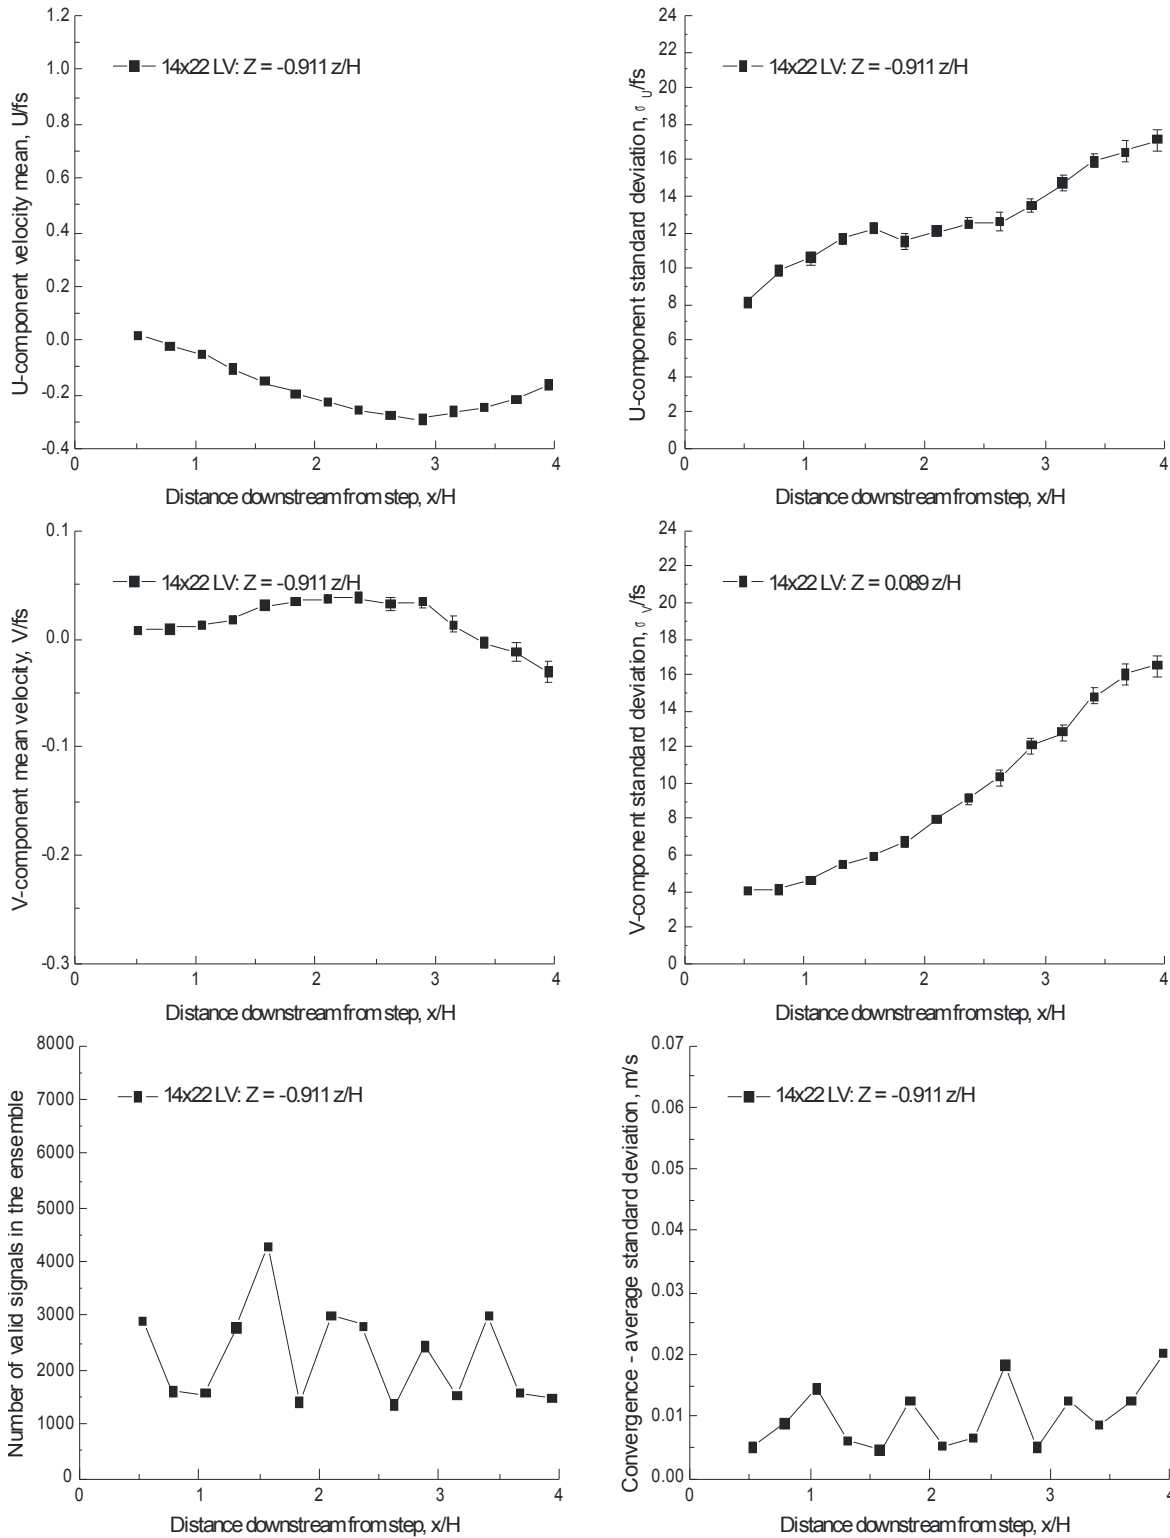 U-component velocity mean, U/fs
1.2
1.0
0.8
0.6
0.4
0.2
0.0
-0.2
-0.4
14x22 LV: Z = -0.911 z/H
0 1 2 3 4
Distance downstream from step, x/H
U-component standard deviation, σU/fs
24
22
20
18
16
14
12
10
8
6
4
2
0
14x22 LV: Z = -0.911 z/H
0 1 2 3 4
Distance downstream from step, x/H
V-component mean velocity, V/fs
0.1
0.0
-0.1
-0.2
-0.3
14x22 LV: Z = -0.911 z/H
0 1 2 3 4
Distance downstream from step, x/H
V-component standard deviation, σV/fs
24
22
20
18
16
14
12
10
8
6
4
2
0
14x22 LV: Z = 0.089 z/H
0 1 2 3 4
Distance downstream from step, x/H
Number of valid signals in the ensemble
8000
7000
6000
5000
4000
3000
2000
1000
0
14x22 LV: Z = -0.911 z/H
0 1 2 3 4
Distance downstream from step, x/H
Convergence - average standard deviation, m/s
0.07
0.06
0.05
0.04
0.03
0.02
0.01
0.00
14x22 LV: Z = -0.911 z/H
0 1 2 3 4
Distance downstream from step, x/H